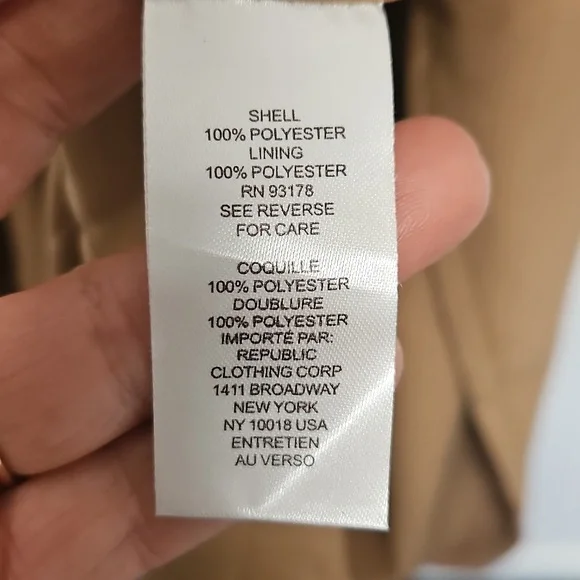 SHELL
100% POLYESTER
LINING
100% POLYESTER
RN 93178
SEE REVERSE
FOR CARE
COQUILLE
100% POLYESTER
DOUBLURE
100% POLYESTER
IMPORTÉ PAR:
REPUBLIC
CLOTHING CORP
1411 BROADWAY
NEW YORK
NY 10018 USA
ENTRETIEN
AU VERSO